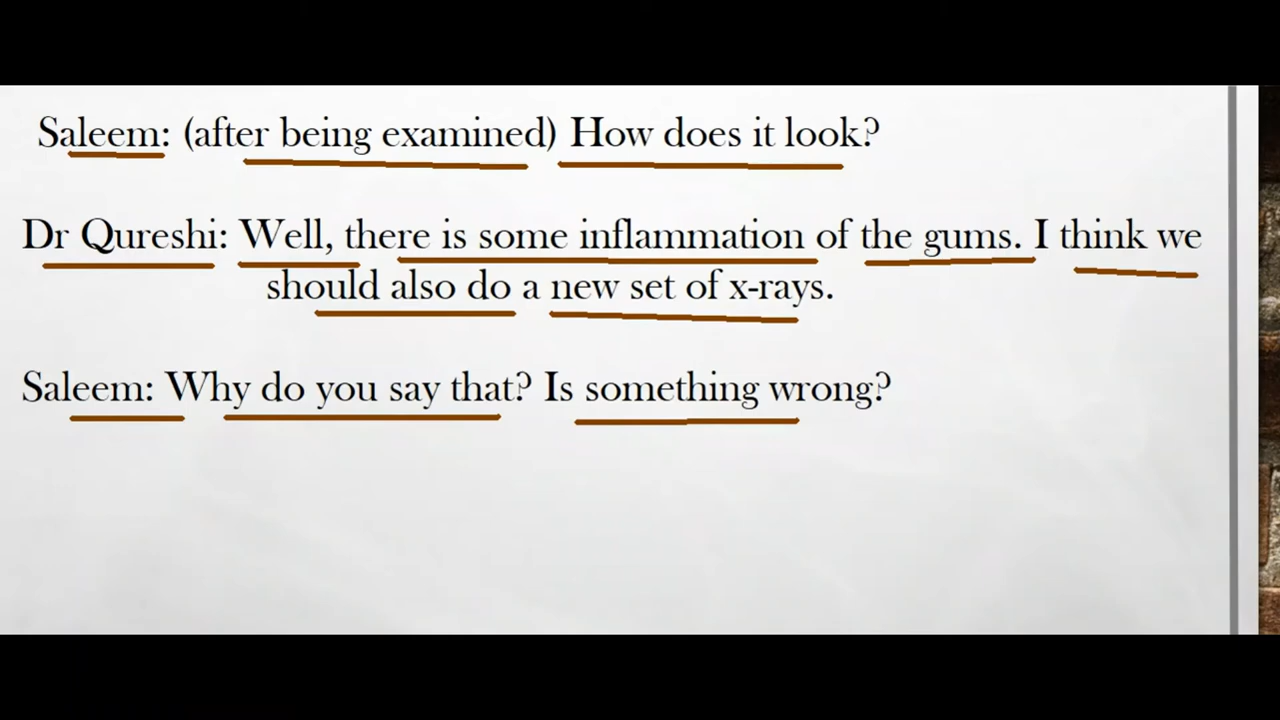 Saleem: (after being examined) How does it look?
Dr Qureshi: Well, there is some inflammation of the gums. I think we
should also do a new set of x-rays.
Saleem: Why do you say that? Is something wrong?